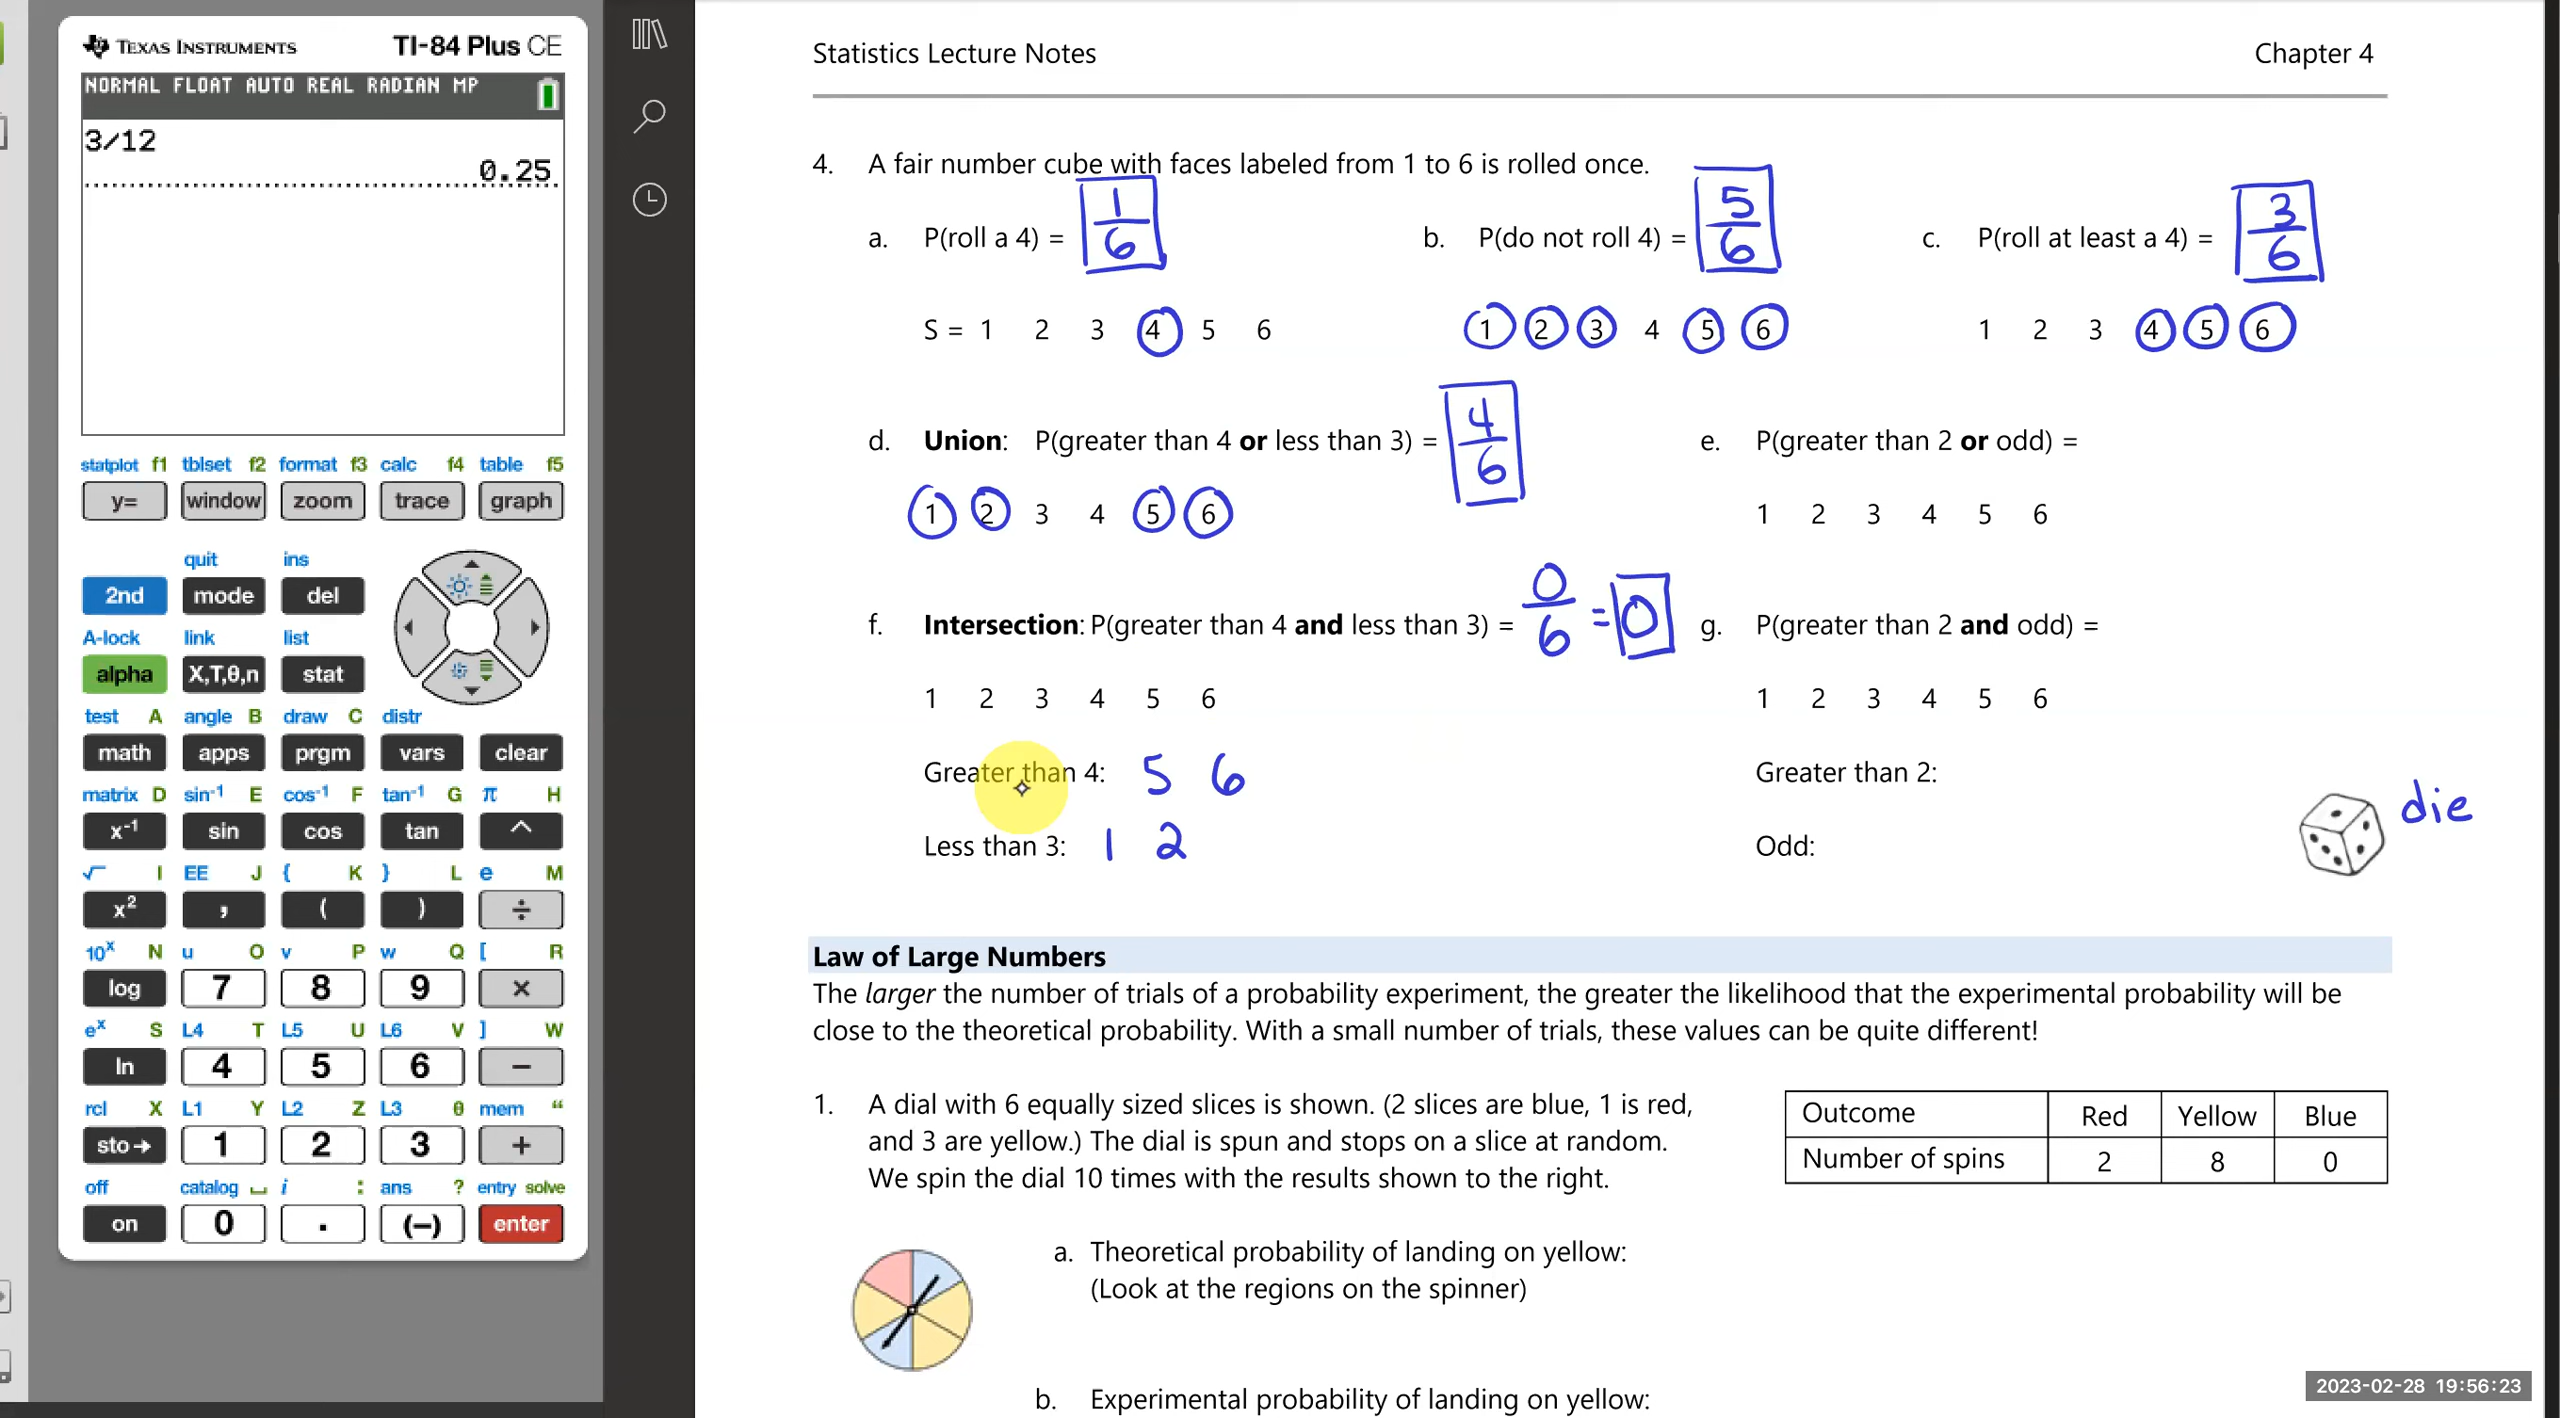 TEXAS INSTRUMENTS TI-84 Plus CE
NORMAL FLOAT AUTO REAL RADIAN MP
3/12
0.25
statplot f1 tblset f2 format f3 calc f4 table f5
y= window zoom trace graph
quit ins
2nd mode del
A-lock link list
alpha X,T,θ,n stat
test A angle B draw C distr
math apps prgm vars clear
matrix D sin-1 E cos-1 F tan-1 G π H
x-1 sin cos tan ^
√ I EE J { K } L e M
x² , ( ) ÷
10x N u O v P w Q [ R
log 7 8 9 ×
ex S L4 T L5 U L6 V ] W
ln 4 5 6 −
rcl X L1 Y L2 Z L3 θ mem “
sto→ 1 2 3 +
off catalog ⎵ i : ans ? entry solve
on 0 . (−) enter
Statistics Lecture Notes Chapter 4
4. A fair number cube with faces labeled from 1 to 6 is rolled once.
a. P(roll a 4) = 1/6 b. P(do not roll 4) = 5/6 c. P(roll at least a 4) = 3/6
S = 1 2 3 4 5 6 1 2 3 4 5 6 1 2 3 4 5 6
d. Union: P(greater than 4 or less than 3) = 4/6 e. P(greater than 2 or odd) =
1 2 3 4 5 6 1 2 3 4 5 6
f. Intersection: P(greater than 4 and less than 3) = 0/6 = 0 g. P(greater than 2 and odd) =
1 2 3 4 5 6 1 2 3 4 5 6
Greater than 4: 5 6 Greater than 2:
die
Less than 3: 1 2 Odd:
Law of Large Numbers
The larger the number of trials of a probability experiment, the greater the likelihood that the experimental probability will be
close to the theoretical probability. With a small number of trials, these values can be quite different!
1. A dial with 6 equally sized slices is shown. (2 slices are blue, 1 is red,
and 3 are yellow.) The dial is spun and stops on a slice at random.
We spin the dial 10 times with the results shown to the right.
Outcome Red Yellow Blue
Number of spins 2 8 0
a. Theoretical probability of landing on yellow:
(Look at the regions on the spinner)
b. Experimental probability of landing on yellow:
2023-02-28 19:56:23